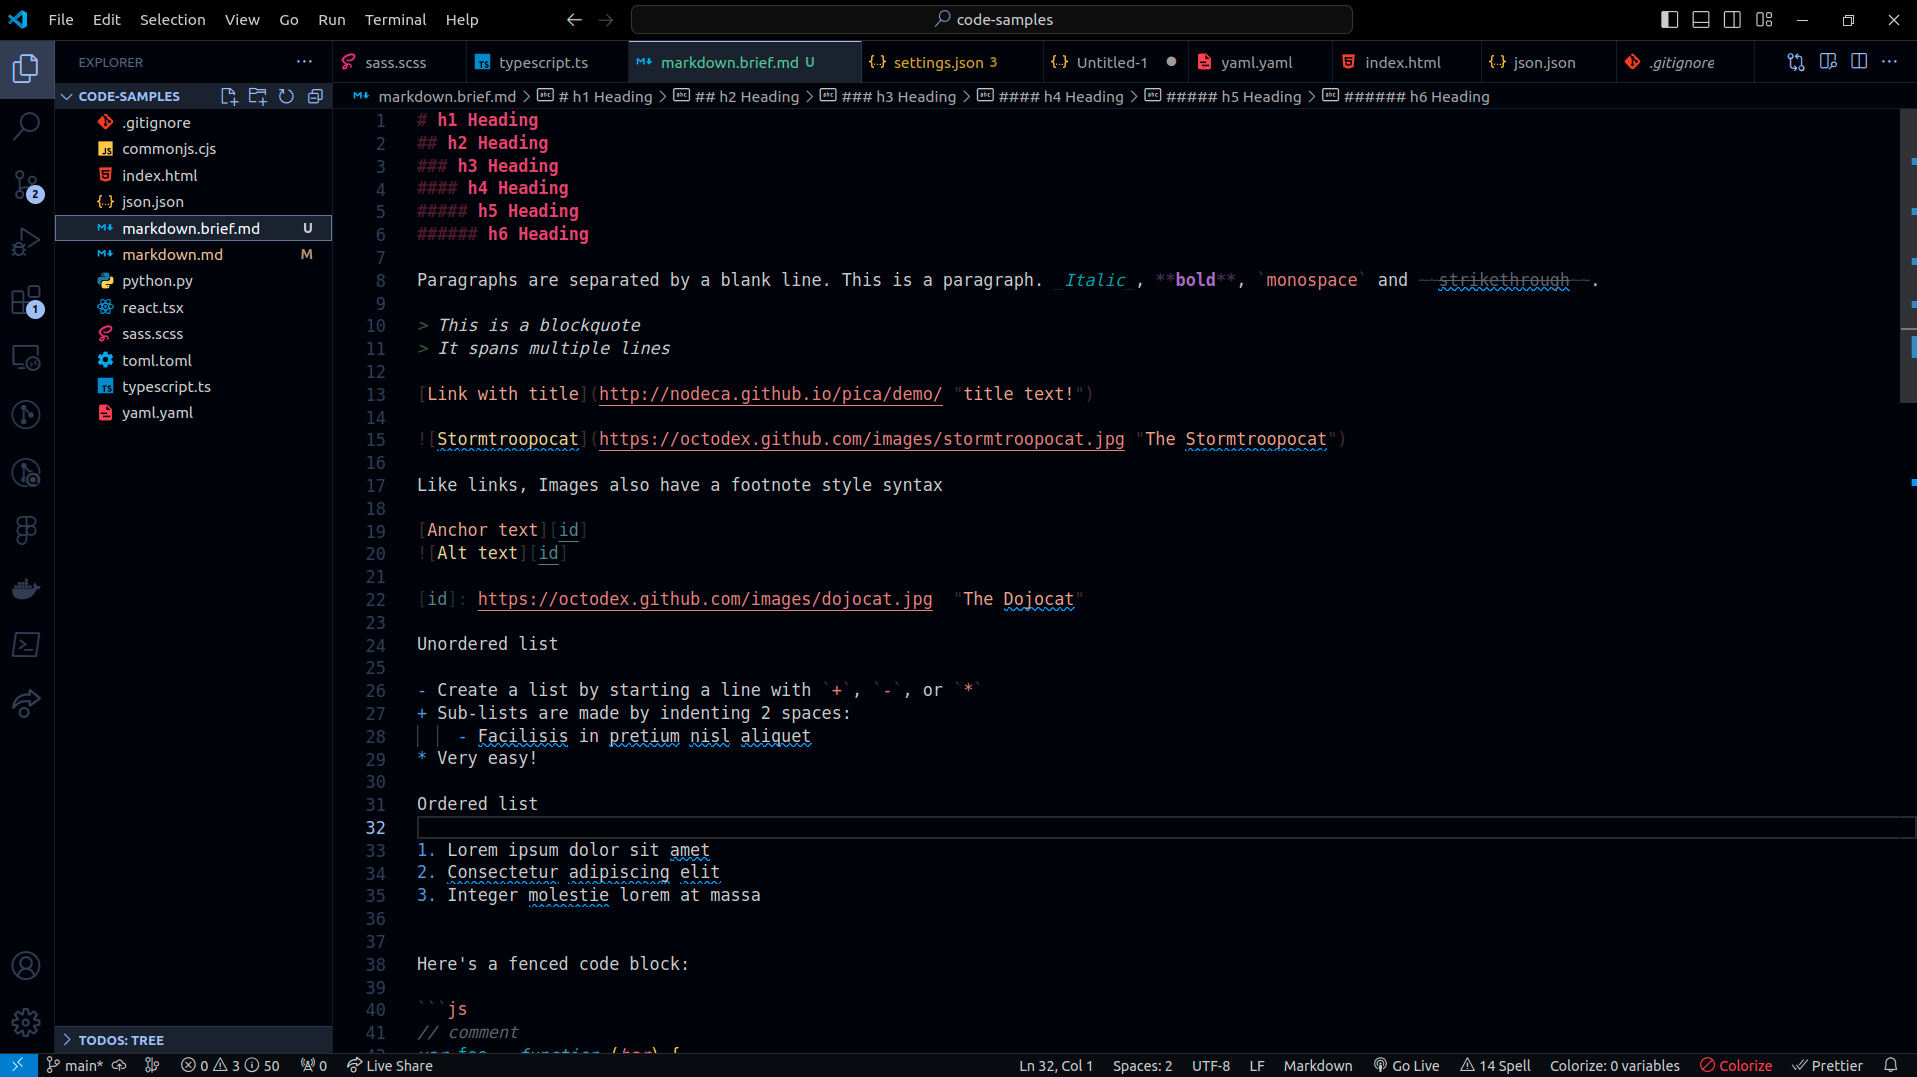 File Edit Selection View Go Run Terminal Help
code-samples
EXPLORER
sass.scss
typescript.ts
markdown.brief.md U
settings.json 3
Untitled-1
yaml.yaml
index.html
json.json
.gitignore
CODE-SAMPLES
markdown.brief.md > # h1 Heading > ## h2 Heading > ### h3 Heading > #### h4 Heading > ##### h5 Heading > ###### h6 Heading
.gitignore
commonjs.cjs
index.html
json.json
markdown.brief.md U
markdown.md M
python.py
react.tsx
sass.scss
toml.toml
typescript.ts
yaml.yaml
2
1
1 # h1 Heading
2 ## h2 Heading
3 ### h3 Heading
4 #### h4 Heading
5 ##### h5 Heading
6 ###### h6 Heading
7
8 Paragraphs are separated by a blank line. This is a paragraph. _Italic_, **bold**, `monospace` and ~~strikethrough~~.
9
10 > This is a blockquote
11 > It spans multiple lines
12
13 [Link with title](http://nodeca.github.io/pica/demo/ "title text!")
14
15 ![Stormtroopocat](https://octodex.github.com/images/stormtroopocat.jpg "The Stormtroopocat")
16
17 Like links, Images also have a footnote style syntax
18
19 [Anchor text][id]
20 ![Alt text][id]
21
22 [id]: https://octodex.github.com/images/dojocat.jpg  "The Dojocat"
23
24 Unordered list
25
26 - Create a list by starting a line with `+`, `-`, or `*`
27 + Sub-lists are made by indenting 2 spaces:
28     - Facilisis in pretium nisl aliquet
29 * Very easy!
30
31 Ordered list
32
33 1. Lorem ipsum dolor sit amet
34 2. Consectetur adipiscing elit
35 3. Integer molestie lorem at massa
36
37
38 Here's a fenced code block:
39
40 ```js
41 // comment
TODOS: TREE
main* 0 3 50 0 Live Share
Ln 32, Col 1 Spaces: 2 UTF-8 LF Markdown Go Live 14 Spell Colorize: 0 variables Colorize Prettier